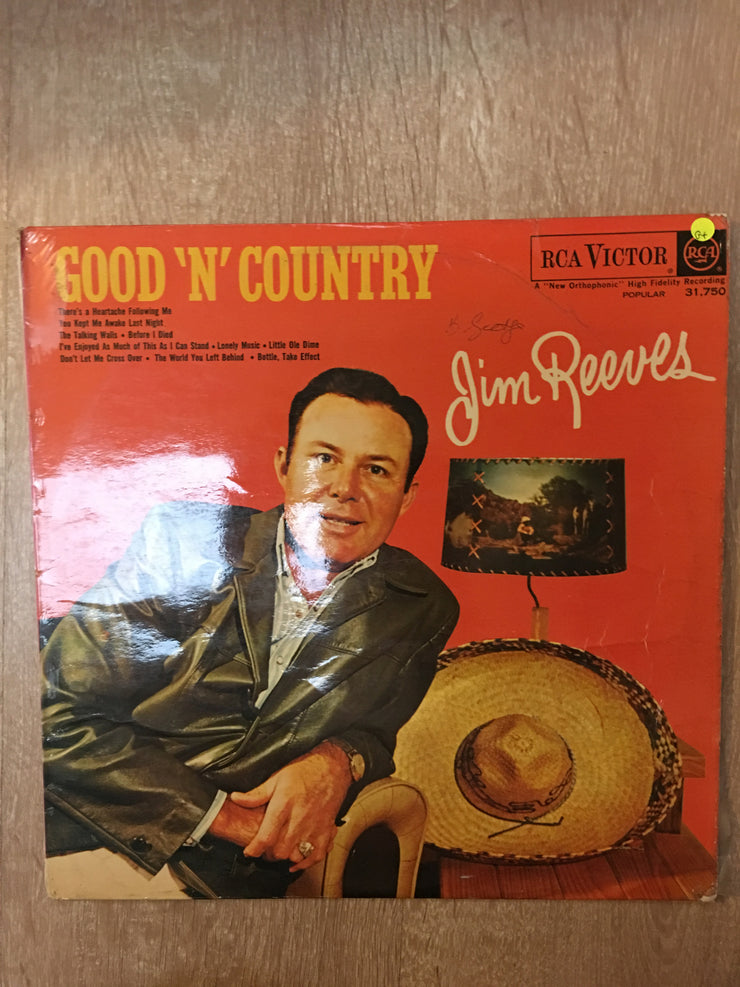 GOOD 'N' COUNTRY
There's a Heartache Following Me
You Kept Me Awake Last Night
The Talking Walls • Before I Died
I've Enjoyed As Much of This As I Can Stand • Lonely Music • Little Ole Dime
Don't Let Me Cross Over • The World You Left Behind • Bottle, Take Effect
G+
RCA VICTOR
RCA
A "New Orthophonic" High Fidelity Recording
POPULAR 31,750
Jim Reeves